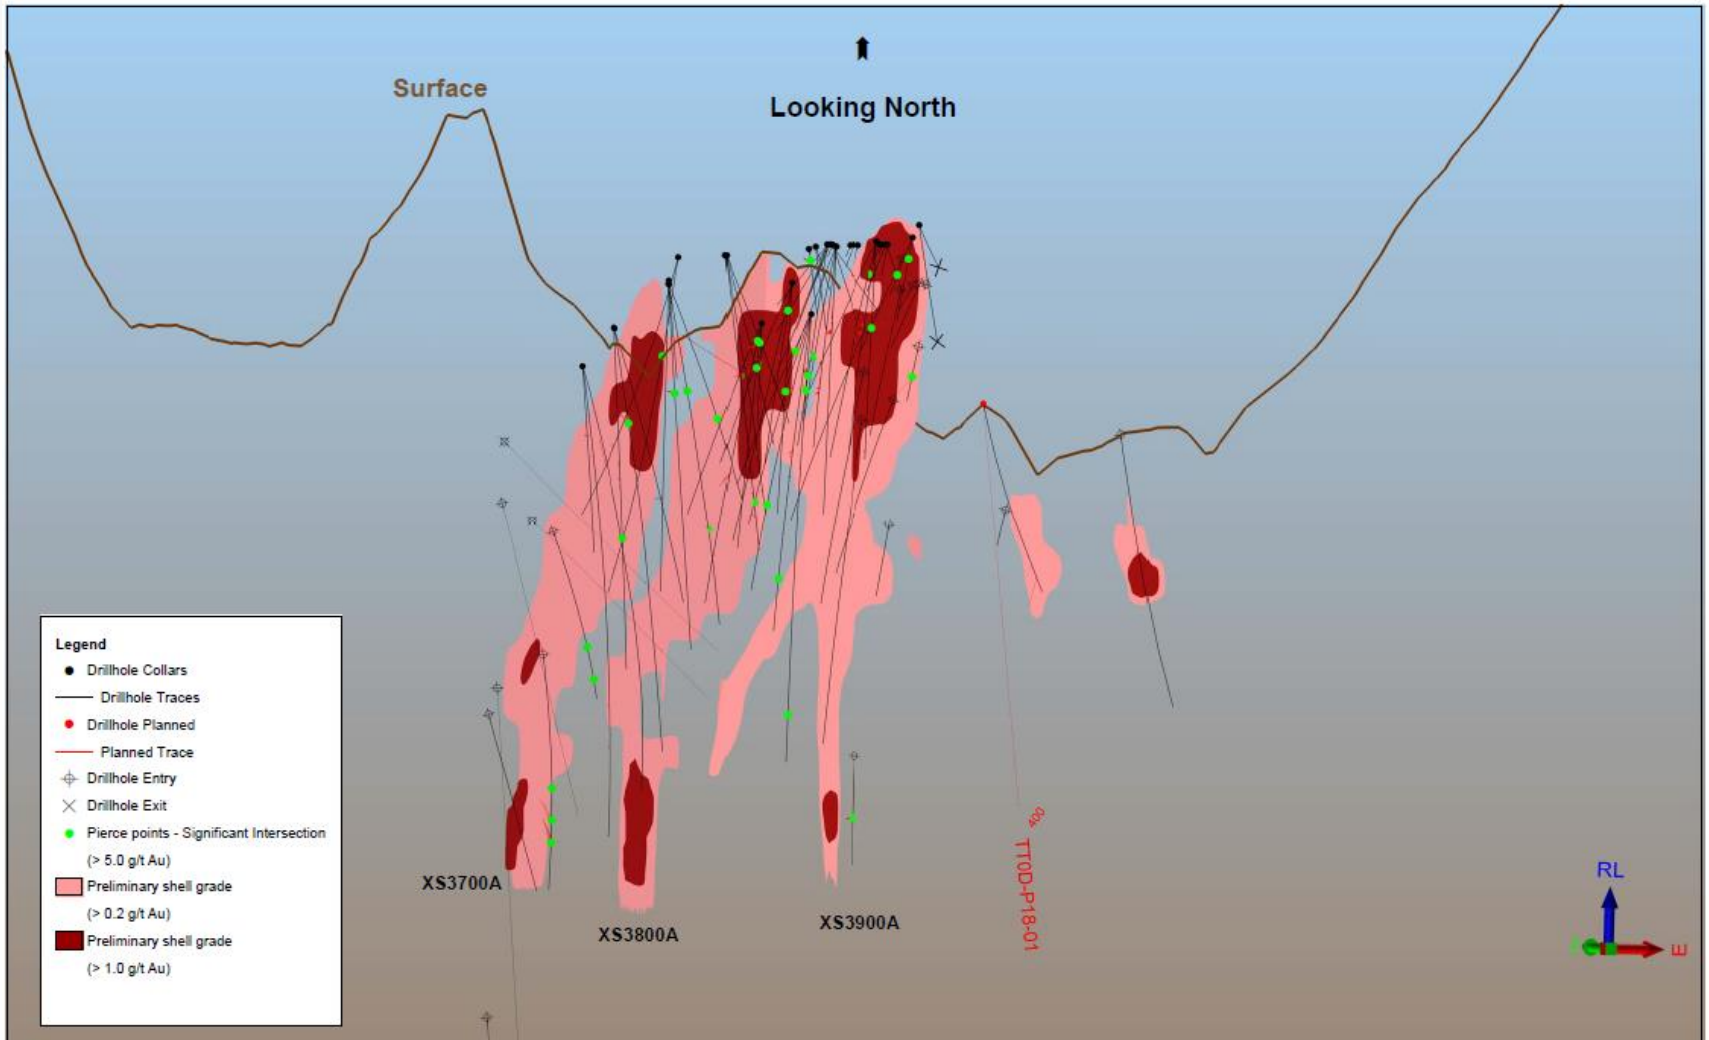 Surface
Looking North
Legend
Drillhole Collars
Drillhole Traces
Drillhole Planned
Planned Trace
Drillhole Entry
Drillhole Exit
Pierce points - Significant Intersection
(> 5.0 g/t Au)
Preliminary shell grade
(> 0.2 g/t Au)
Preliminary shell grade
(> 1.0 g/t Au)
XS3700A
XS3800A
XS3900A
400
TT0D-P18-01
RL
E